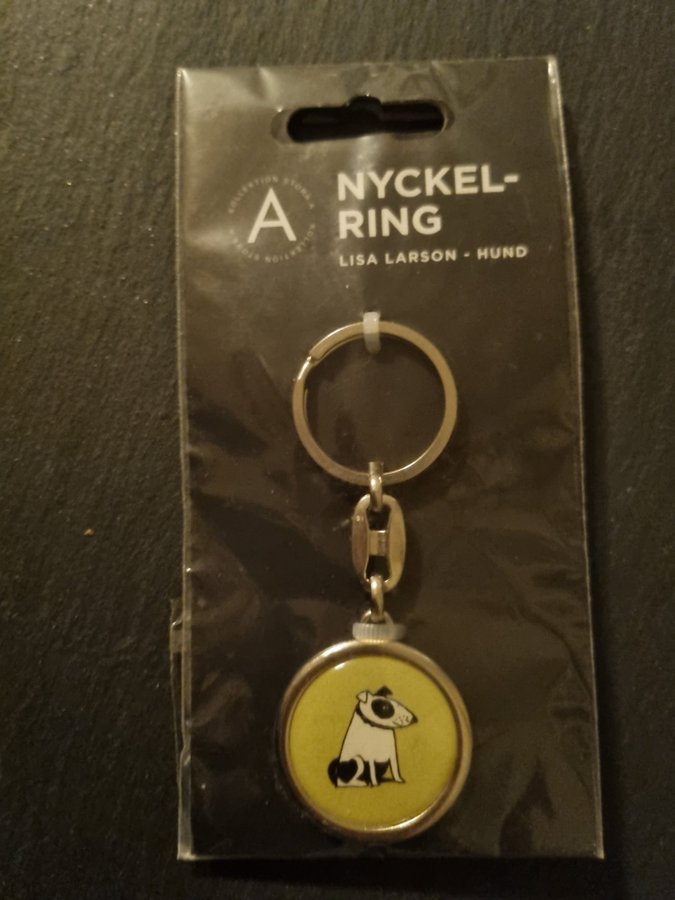 A
NYCKEL-
RING
LISA LARSON - HUND